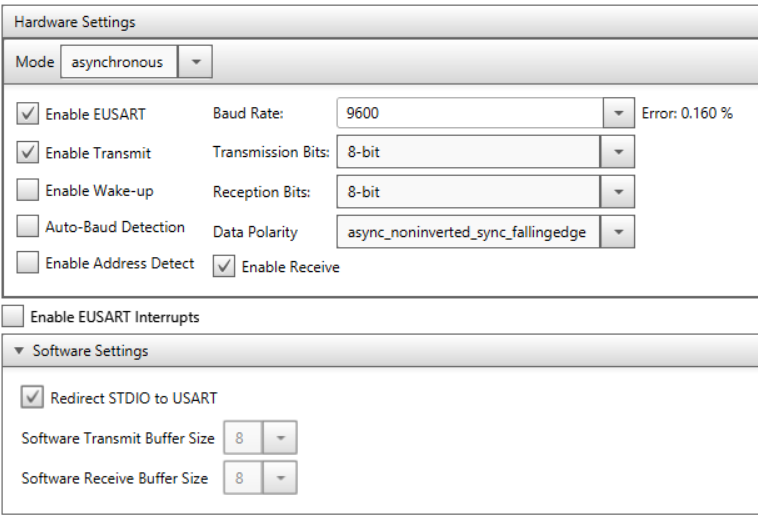 Hardware Settings
Mode asynchronous
Enable EUSART Baud Rate: 9600 Error: 0.160 %
Enable Transmit Transmission Bits: 8-bit
Enable Wake-up Reception Bits: 8-bit
Auto-Baud Detection Data Polarity async_noninverted_sync_fallingedge
Enable Address Detect Enable Receive
Enable EUSART Interrupts
Software Settings
Redirect STDIO to USART
Software Transmit Buffer Size 8
Software Receive Buffer Size 8